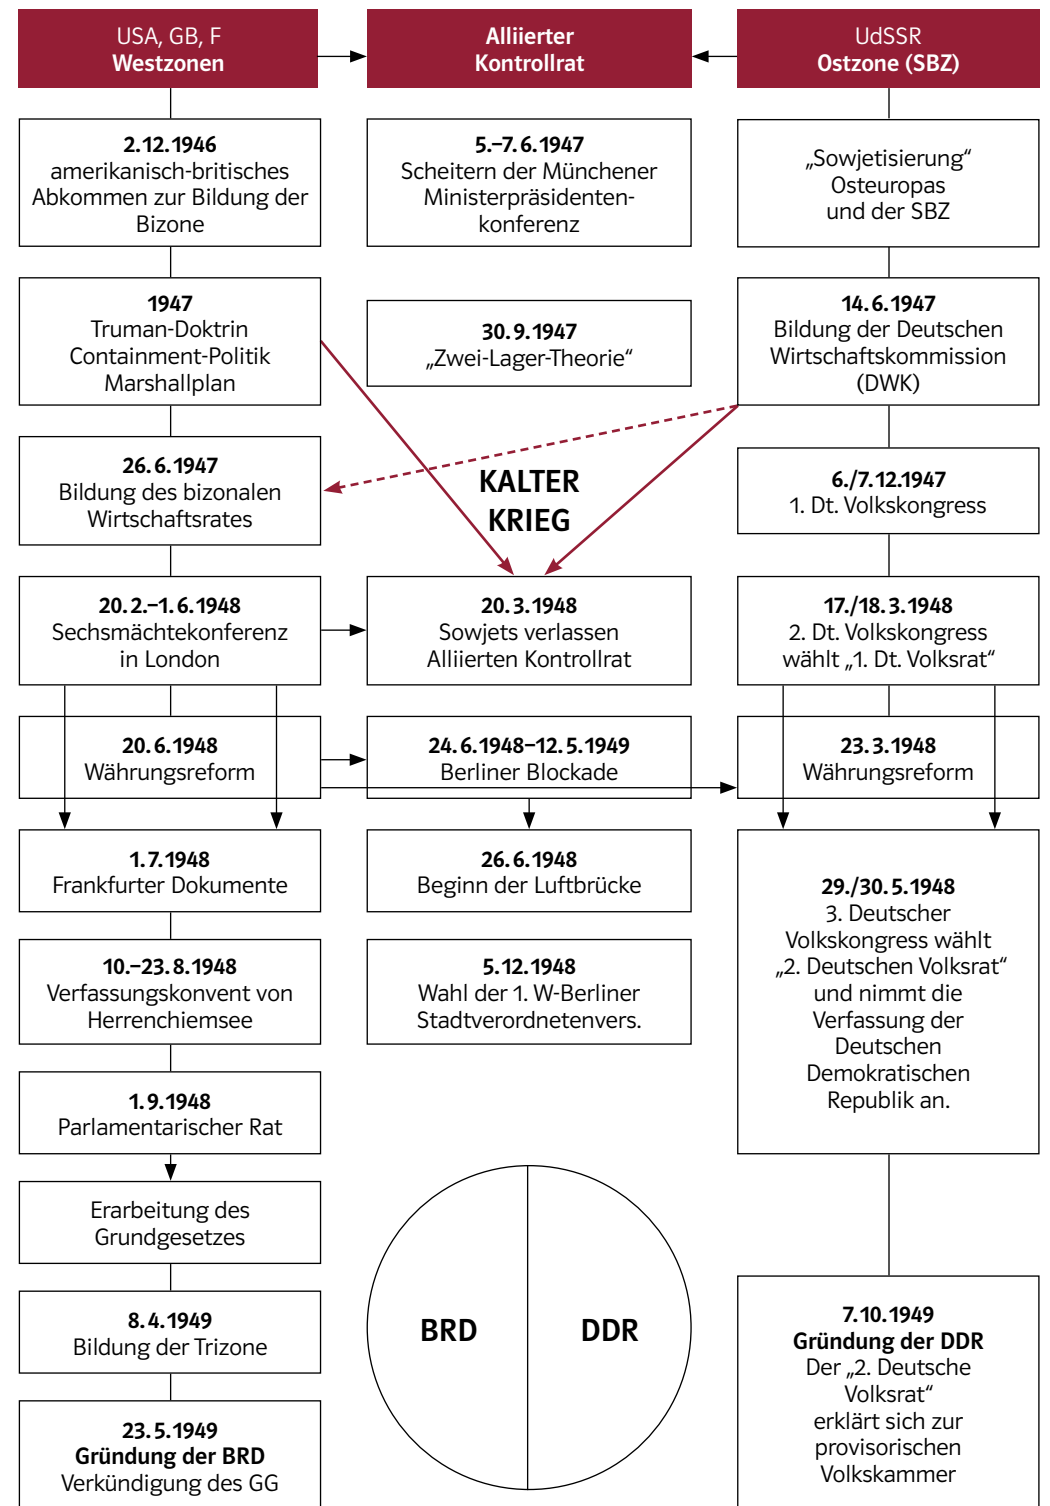 USA, GB, F
Westzonen
Alliierter
Kontrollrat
UdSSR
Ostzone (SBZ)
2.12.1946
amerikanisch-britisches
Abkommen zur Bildung der
Bizone
5.–7.6.1947
Scheitern der Münchener
Ministerpräsidenten-
konferenz
„Sowjetisierung“
Osteuropas
und der SBZ
1947
Truman-Doktrin
Containment-Politik
Marshallplan
30.9.1947
„Zwei-Lager-Theorie“
14.6.1947
Bildung der Deutschen
Wirtschaftskommission
(DWK)
26.6.1947
Bildung des bizonalen
Wirtschaftsrates
KALTER
KRIEG
6./7.12.1947
1. Dt. Volkskongress
20.2.–1.6.1948
Sechsmächtekonferenz
in London
20.3.1948
Sowjets verlassen
Alliierten Kontrollrat
17./18.3.1948
2. Dt. Volkskongress
wählt „1. Dt. Volksrat“
20.6.1948
Währungsreform
24.6.1948–12.5.1949
Berliner Blockade
23.3.1948
Währungsreform
1.7.1948
Frankfurter Dokumente
26.6.1948
Beginn der Luftbrücke
29./30.5.1948
3. Deutscher
Volkskongress wählt
„2. Deutschen Volksrat“
und nimmt die
Verfassung der
Deutschen
Demokratischen
Republik an.
10.–23.8.1948
Verfassungskonvent von
Herrenchiemsee
5.12.1948
Wahl der 1. W-Berliner
Stadtverordnetenvers.
1.9.1948
Parlamentarischer Rat
Erarbeitung des
Grundgesetzes
8.4.1949
Bildung der Trizone
BRD
DDR
7.10.1949
Gründung der DDR
Der „2. Deutsche
Volksrat“
erklärt sich zur
provisorischen
Volkskammer
23.5.1949
Gründung der BRD
Verkündigung des GG